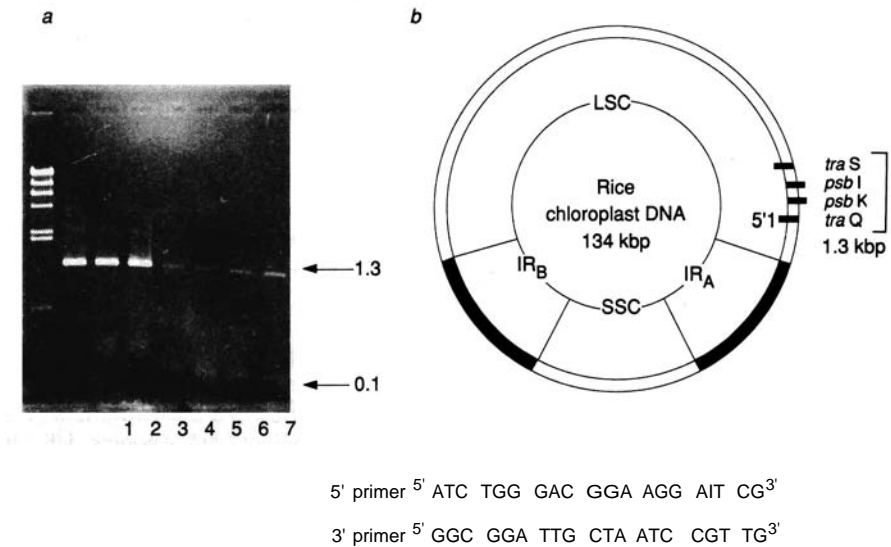 a
b
1.3
0.1
1 2 3 4 5 6 7
LSC
Rice
chloroplast DNA
134 kbp
IRB
IRA
SSC
tra S
psb I
psb K
5'1 tra Q
1.3 kbp
5' primer 5' ATC TGG GAC GGA AGG AIT CG3'
3' primer 5' GGC GGA TTG CTA ATC CGT TG3'